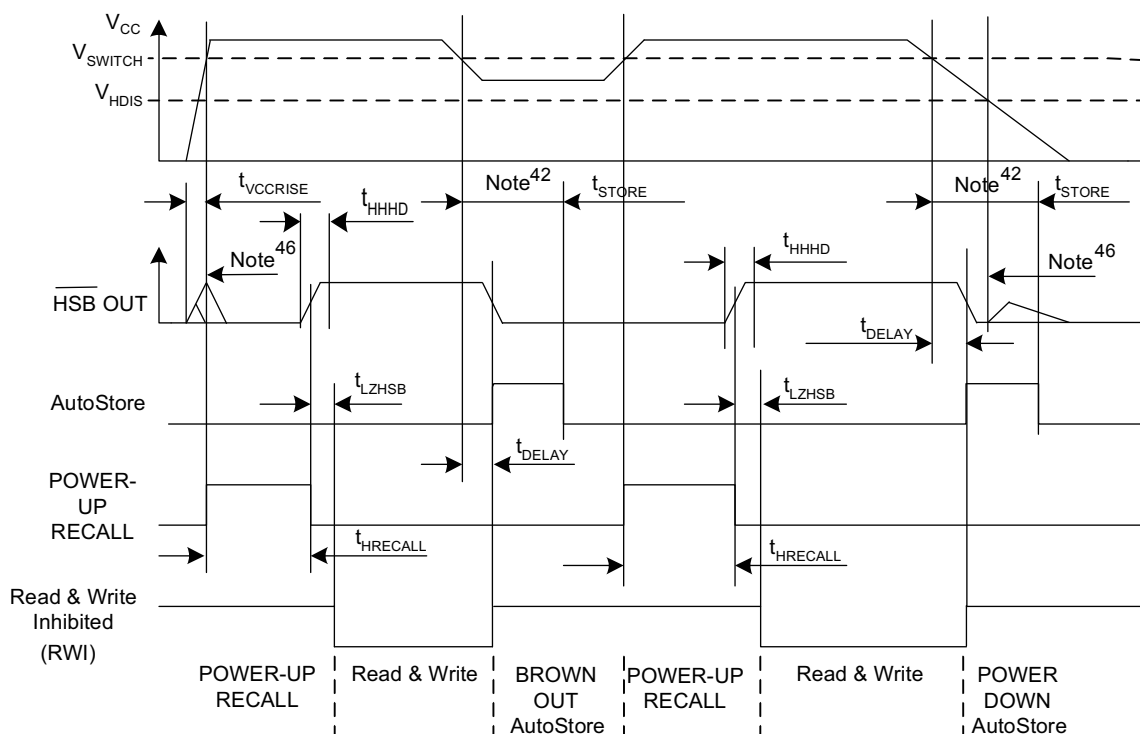 VCC
VSWITCH
VHDIS
tVCCRISE
tHHHD
Note42
tSTORE
Note42
tSTORE
Note46
tHHHD
Note46
HSB OUT
tDELAY
tLZHSB
tLZHSB
AutoStore
tDELAY
POWER-
UP
RECALL
tHRECALL
tHRECALL
Read & Write
Inhibited
(RWI)
POWER-UP
RECALL
Read & Write
BROWN
OUT
AutoStore
POWER-UP
RECALL
Read & Write
POWER
DOWN
AutoStore